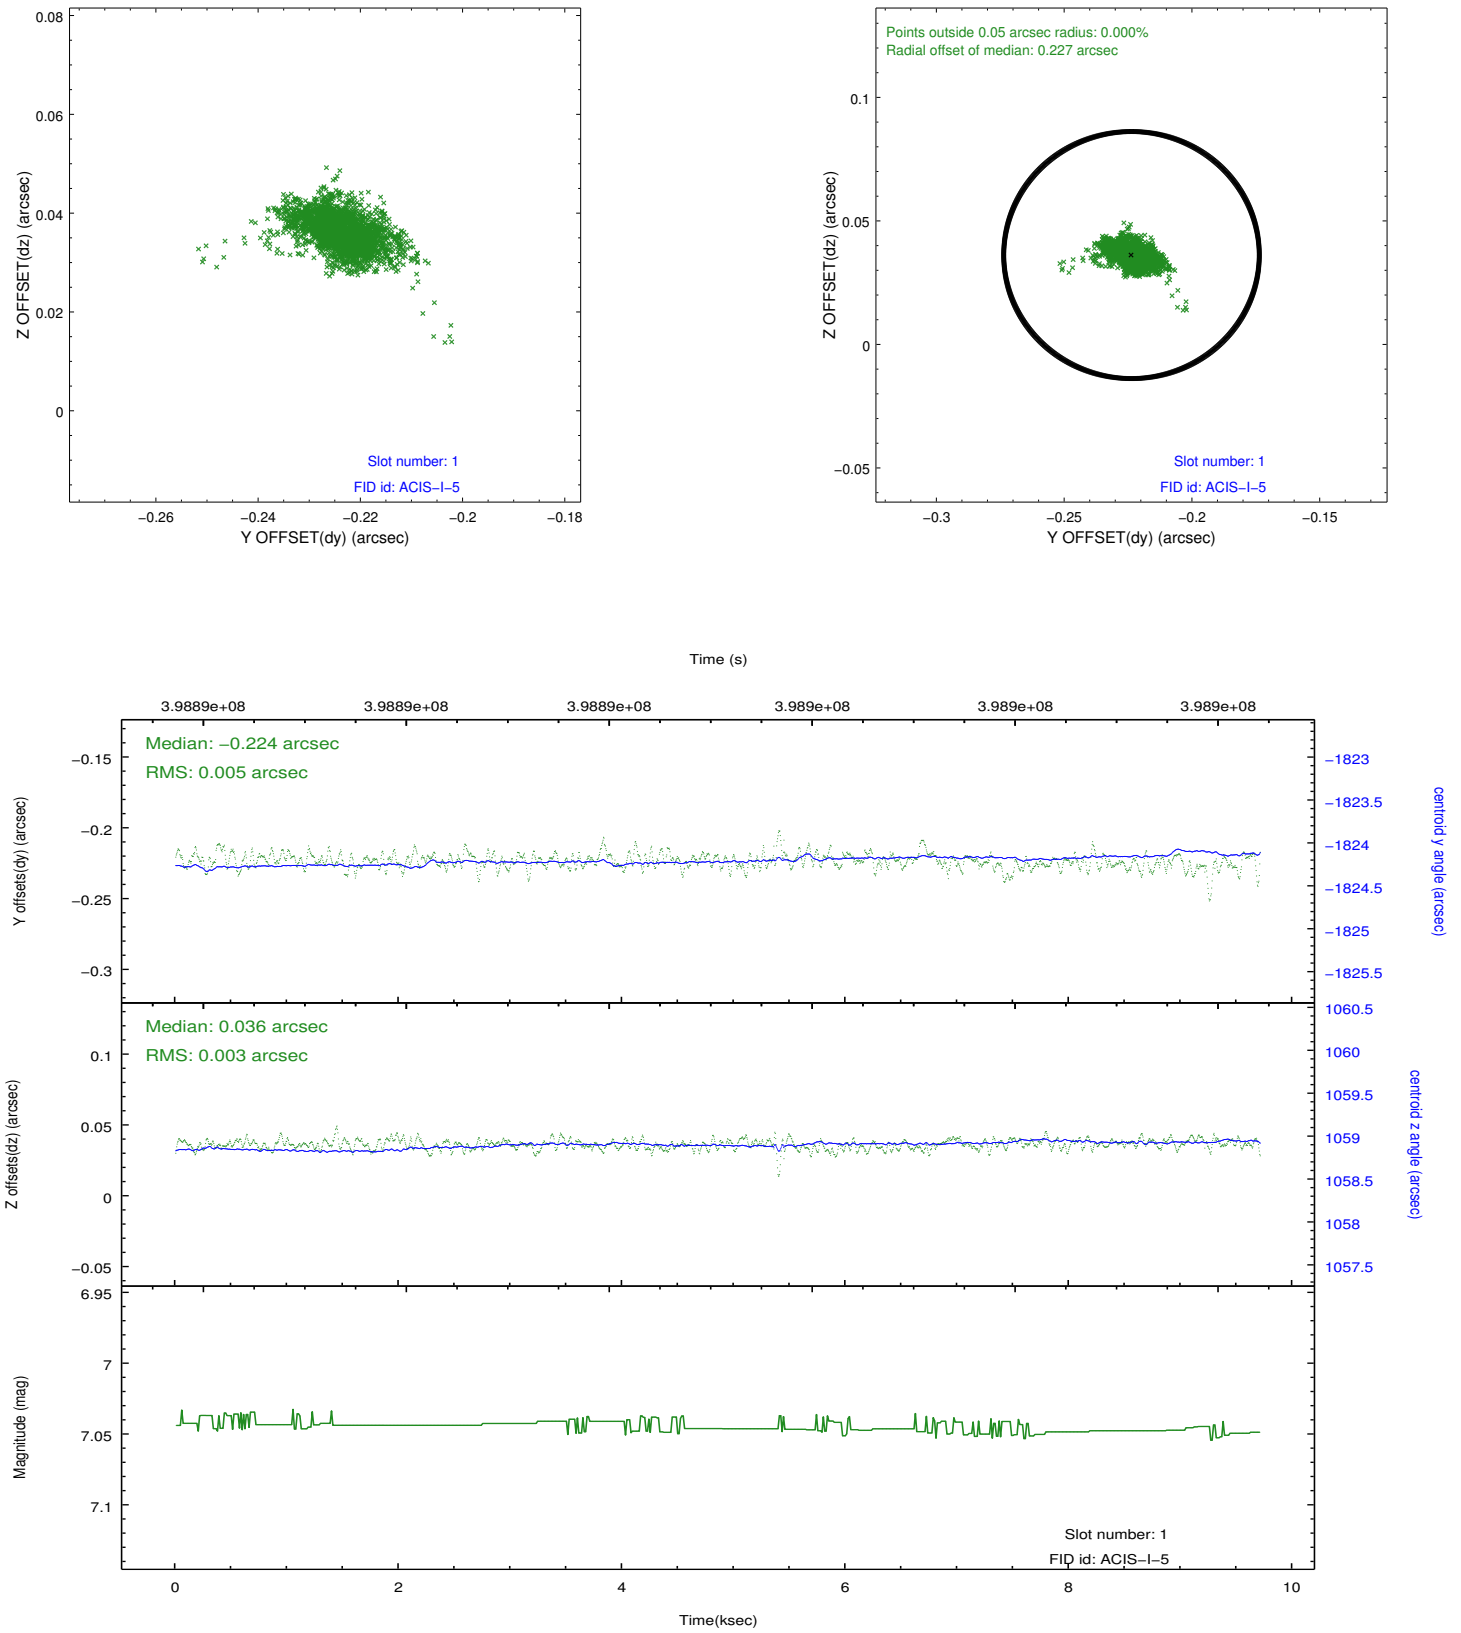 0.08
0.06
0.04
0.02
0
Z OFFSET(dz) (arcsec)
Slot number: 1
FID id: ACIS−I−5
−0.26 −0.24 −0.22 −0.2 −0.18
Y OFFSET(dy) (arcsec)
Points outside 0.05 arcsec radius: 0.000%
Radial offset of median: 0.227 arcsec
0.1
0.05
0
−0.05
Z OFFSET(dz) (arcsec)
Slot number: 1
FID id: ACIS−I−5
−0.3 −0.25 −0.2 −0.15
Y OFFSET(dy) (arcsec)
Time (s)
3.9889e+08 3.9889e+08 3.9889e+08 3.989e+08 3.989e+08 3.989e+08
Median: −0.224 arcsec
RMS: 0.005 arcsec
−0.15
−0.2
−0.25
−0.3
Y offsets(dy) (arcsec)
−1823
−1823.5
−1824
−1824.5
−1825
−1825.5
centroid y angle (arcsec)
Median: 0.036 arcsec
RMS: 0.003 arcsec
0.1
0.05
0
−0.05
Z offsets(dz) (arcsec)
1060.5
1060
1059.5
1059
1058.5
1058
1057.5
centroid z angle (arcsec)
6.95
7
7.05
7.1
Magnitude (mag)
Slot number: 1
FID id: ACIS−I−5
0 2 4 6 8 10
Time(ksec)